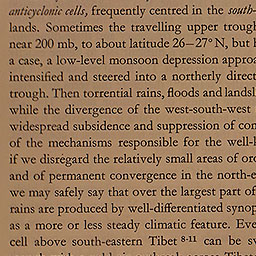 anticyclonic cells, frequently centred in the south-
lands. Sometimes the travelling upper troug
near 200 mb, to about latitude 26–27° N, but
a case, a low-level monsoon depression appro
intensified and steered into a northerly direct
trough. Then torrential rains, floods and landsl
while the divergence of the west-south-west
widespread subsidence and suppression of con
of the mechanisms responsible for the well-
if we disregard the relatively small areas of oro
and of permanent convergence in the north-e
we may safely say that over the largest part of
rains are produced by well-differentiated synop
as a more or less steady climatic feature. Eve
cell above south-eastern Tibet 8-11 can be sv